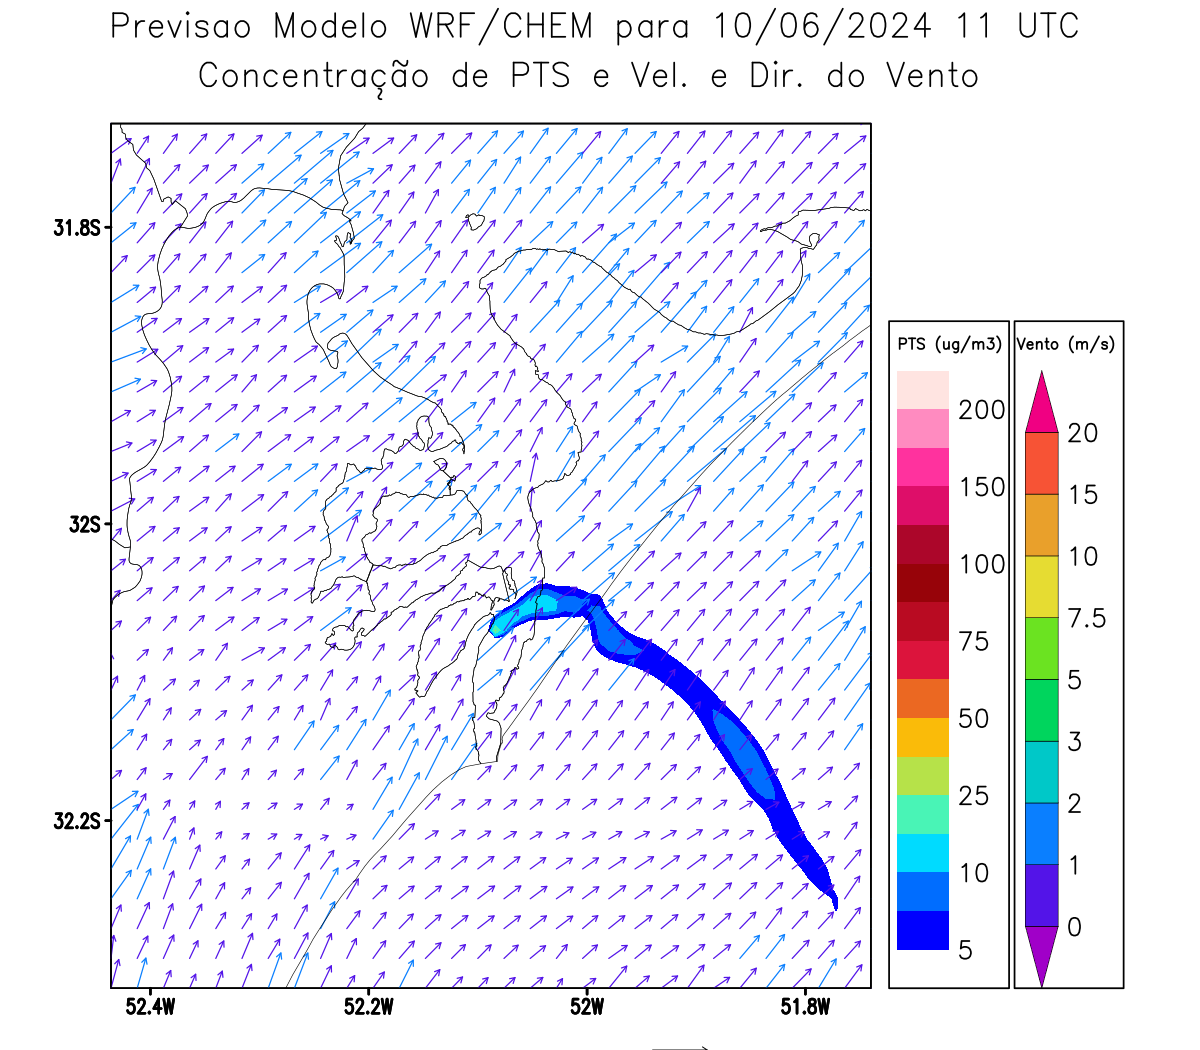 Previsao Modelo WRF/CHEM para 10/06/2024 11 UTC
Concentração de PTS e Vel. e Dir. do Vento
31.8S
32S
32.2S
52.4W
52.2W
52W
51.8W
PTS (ug/m3)
200
150
100
75
50
25
10
5
Vento (m/s)
20
15
10
7.5
5
3
2
1
0